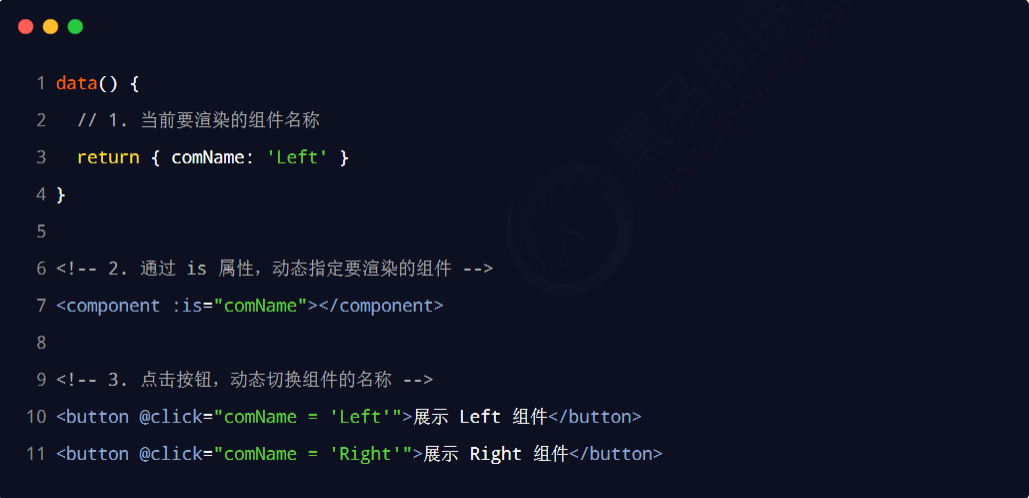 1 data() {
2 // 1. 当前要渲染的组件名称
3 return { comName: 'Left' }
4 }
5
6 <!-- 2. 通过 is 属性，动态指定要渲染的组件 -->
7 <component :is="comName"></component>
8
9 <!-- 3. 点击按钮，动态切换组件的名称 -->
10 <button @click="comName = 'Left'">展示 Left 组件</button>
11 <button @click="comName = 'Right'">展示 Right 组件</button>
黑马程序